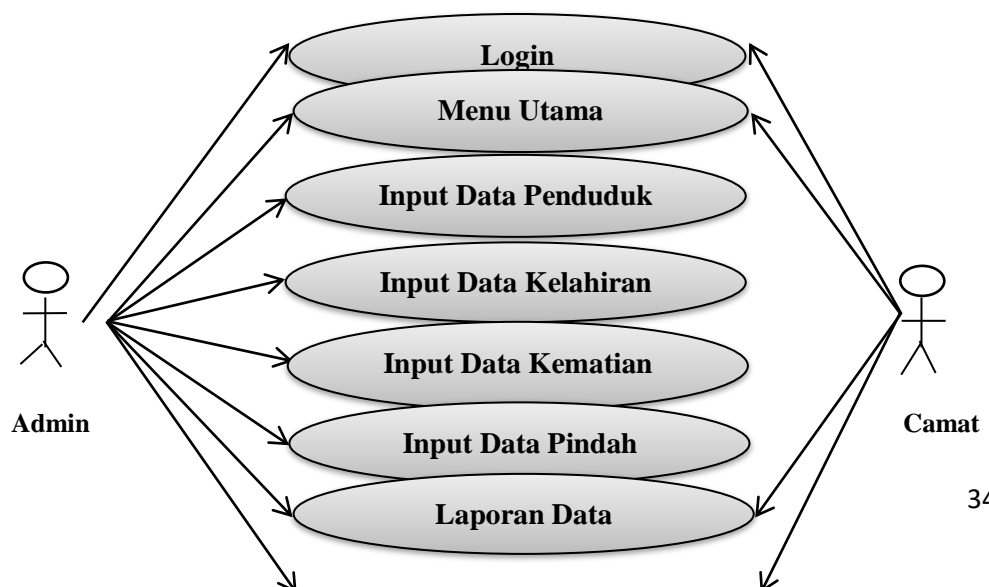 Login
Menu Utama
Input Data Penduduk
Input Data Kelahiran
Input Data Kematian
Admin
Camat
Input Data Pindah
Laporan Data
34